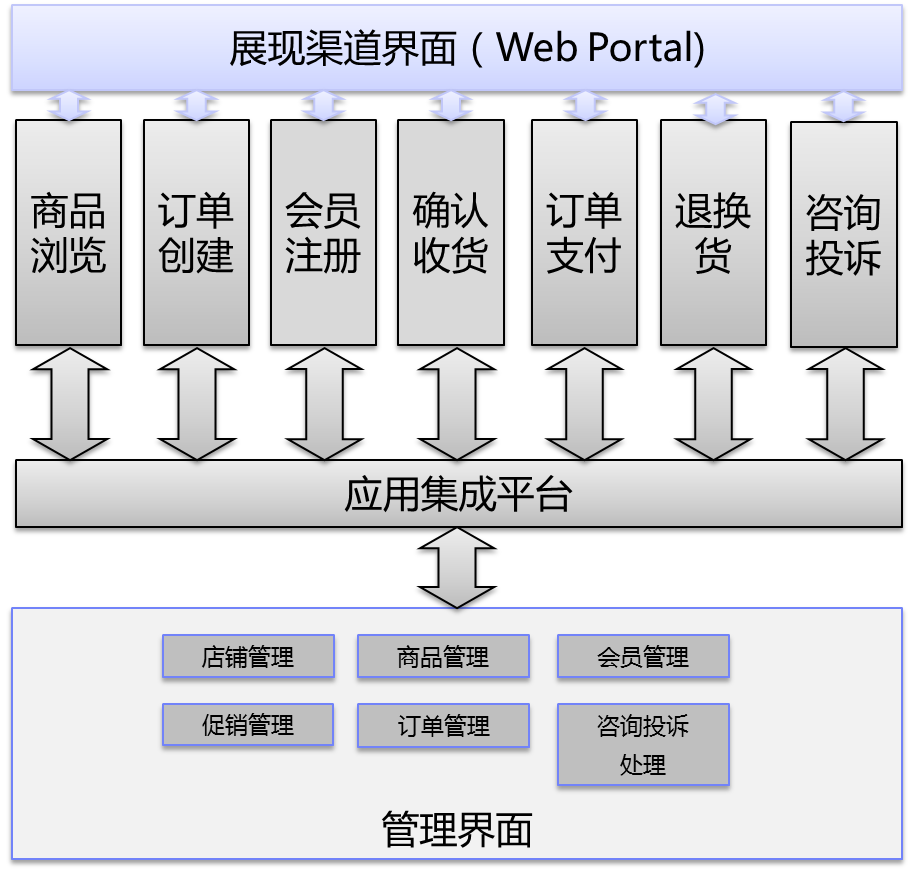 展现渠道界面（Web Portal)
商品
浏览
订单
创建
会员
注册
确认
收货
订单
支付
退换
货
咨询
投诉
应用集成平台
店铺管理
商品管理
会员管理
促销管理
订单管理
咨询投诉
处理
管理界面